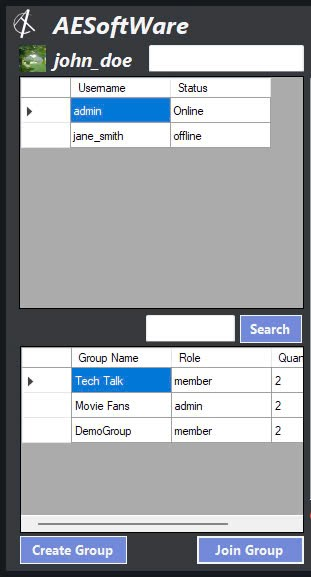 AESoftWare
john_doe
Username Status
admin Online
jane_smith offline
Search
Group Name Role Quar
Tech Talk member 2
Movie Fans admin 2
DemoGroup member 2
Create Group Join Group